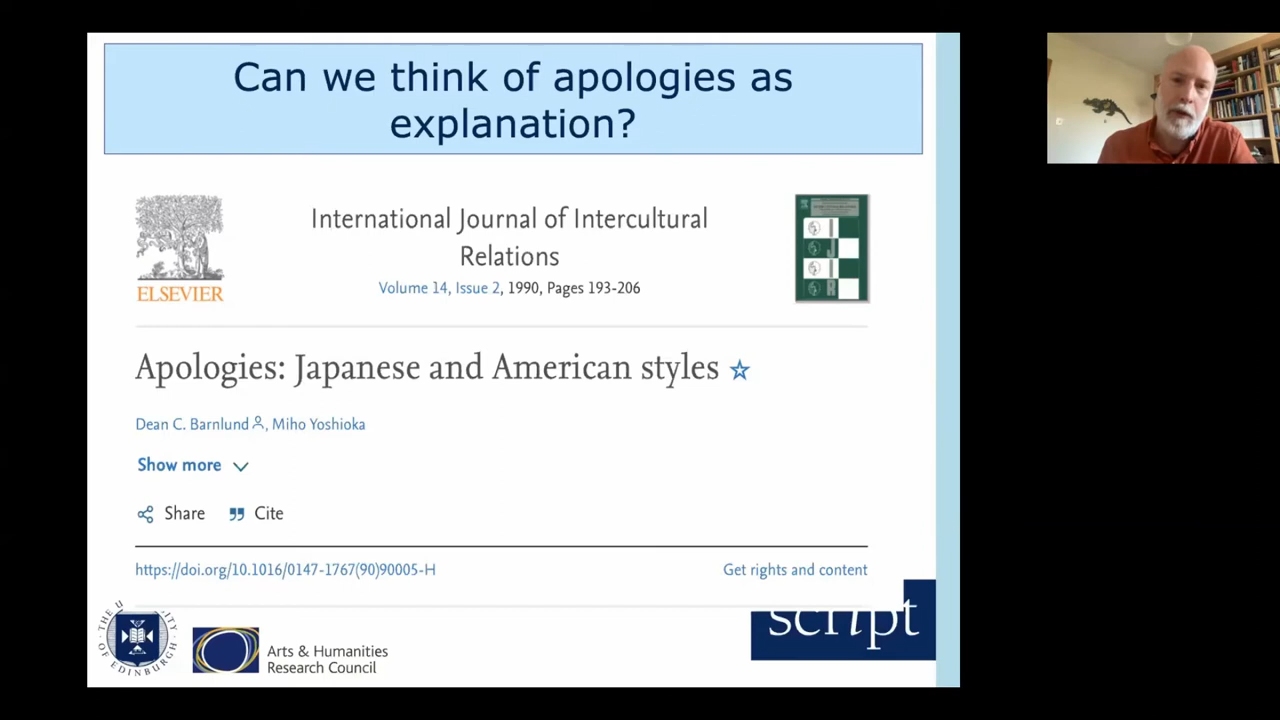 Can we think of apologies as
explanation?
International Journal of Intercultural
Relations
Volume 14, Issue 2, 1990, Pages 193-206
ELSEVIER
Apologies: Japanese and American styles
Dean C. Barnlund, Miho Yoshioka
Show more
Share Cite
https://doi.org/10.1016/0147-1767(90)90005-H
Get rights and content
script
Arts & Humanities
Research Council